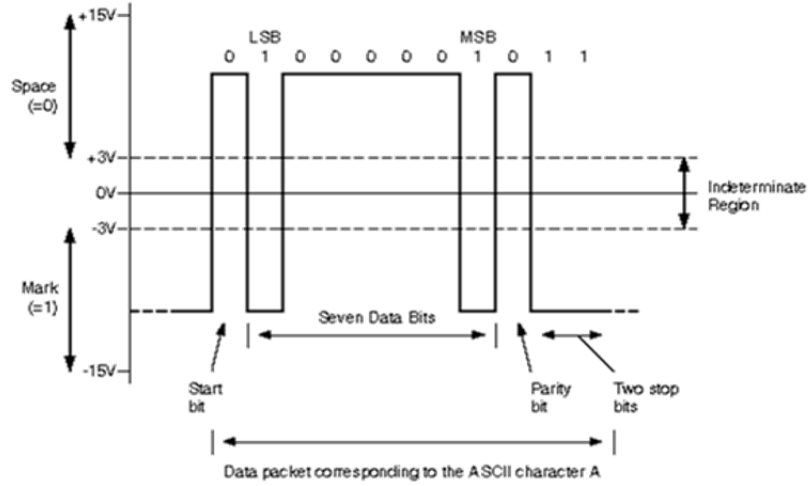 +15V
LSB MSB
0 1 0 0 0 0 0 1 0 1 1
Space
(=0)
+3V
0V
-3V
Indeterminate
Region
Mark
(=1)
Seven Data Bits
-15V
Start
bit
Parity
bit
Two stop
bits
Data packet corresponding to the ASCII character A